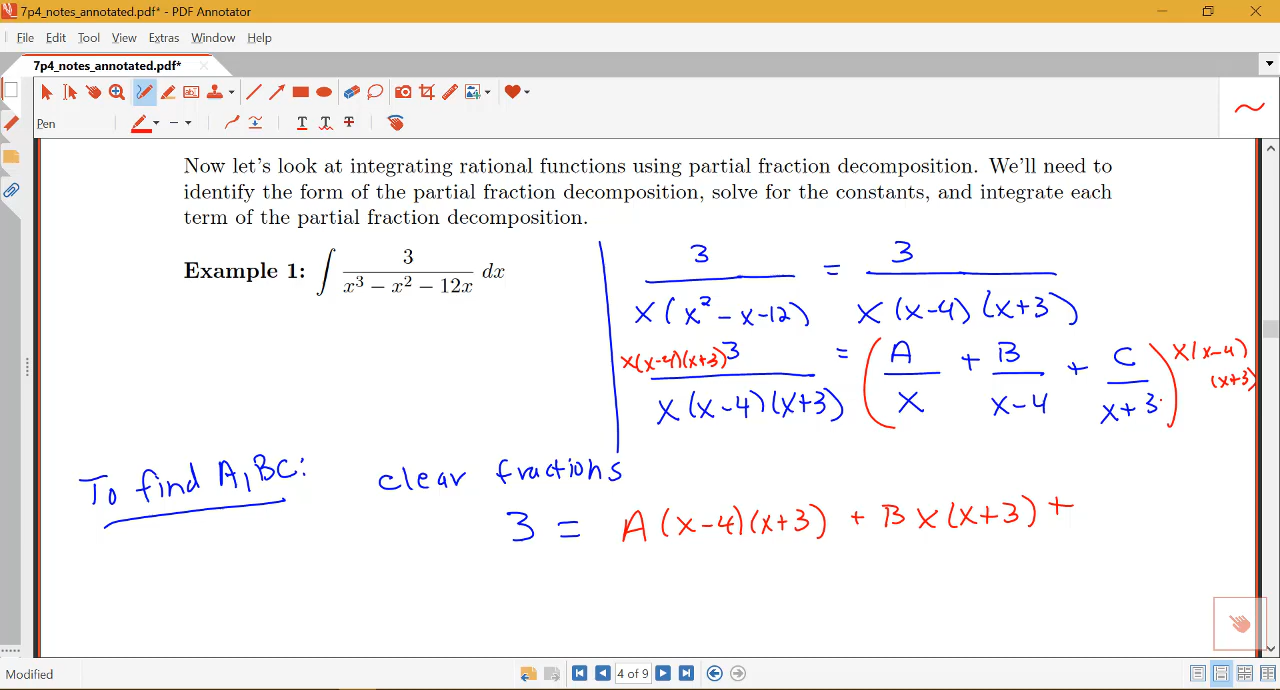 7p4_notes_annotated.pdf* - PDF Annotator
File Edit Tool View Extras Window Help
7p4_notes_annotated.pdf*
Pen
Now let's look at integrating rational functions using partial fraction decomposition. We'll need to
identify the form of the partial fraction decomposition, solve for the constants, and integrate each
term of the partial fraction decomposition.
Example 1: ∫ 3/(x³ − x² − 12x) dx
3/(x(x²−x−12)) = 3/(x(x−4)(x+3))
x(x−4)(x+3) 3/(x(x−4)(x+3)) = (A/x + B/(x−4) + C/(x+3)) x(x−4)(x+3)
To find A,BC: clear fractions
3 = A(x−4)(x+3) + Bx(x+3) +
Modified
4 of 9